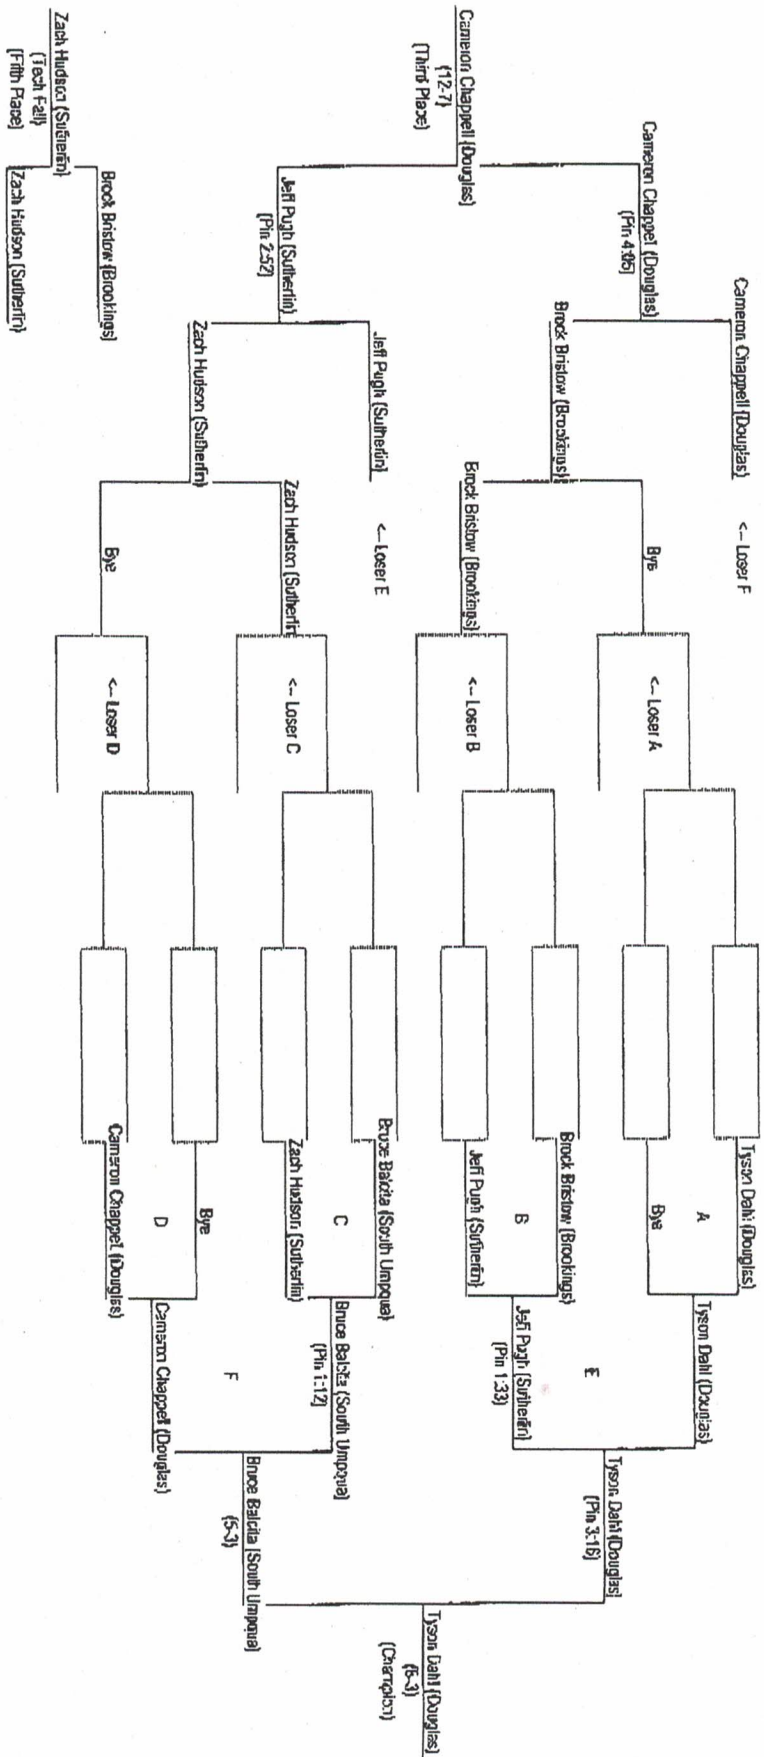 Cameron Chappell (Douglas)
<-- Loser F
Cameron Chappel (Douglas)
(Pin 4:05)
Brock Bristow (Brookings)
Bye
<-- Loser A
Tyson Dahl (Douglas)
A
Bye
Tyson Dahl (Douglas)
Cameron Chappell (Douglas)
(12-7)
(Third Place)
Brock Bristow (Brookings)
<-- Loser B
Brock Bristow (Brookings)
B
Jeff Pugh (Sutherlin)
Jeff Pugh (Sutherlin)
(Pin 1:33)
E
Tyson Dahl (Douglas)
(Pin 3:16)
Jeff Pugh (Sutherlin)
<-- Loser E
Jeff Pugh (Sutherlin)
(Pin 2:52)
Zach Hudson (Sutherlin)
Zach Hudson (Sutherlin)
<-- Loser C
Bruce Balcita (South Umpqua)
C
Zach Hudson (Sutherlin)
Bruce Balcita (South Umpqua)
(Pin 1:12)
Bye
<-- Loser D
Bye
D
Cameron Chappel (Douglas)
Cameron Chappell (Douglas)
F
Bruce Balcita (South Umpqua)
(5-3)
Tyson Dahl (Douglas)
(Champion)
Brock Bristow (Brookings)
Zach Hudson (Sutherlin)
Zach Hudson (Sutherlin)
(Tech Fall)
(Fifth Place)